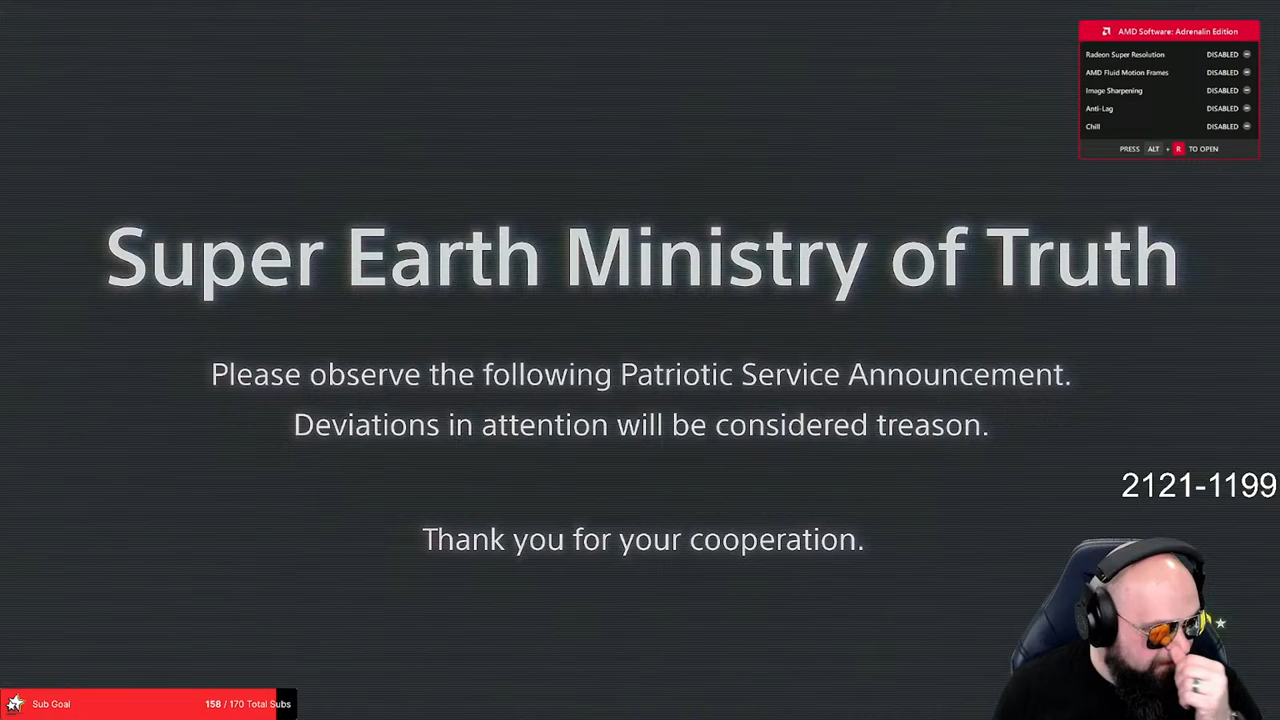 AMD Software: Adrenalin Edition
Radeon Super Resolution DISABLED
AMD Fluid Motion Frames DISABLED
Image Sharpening DISABLED
Anti-Lag DISABLED
Chill DISABLED
PRESS ALT + R TO OPEN
Super Earth Ministry of Truth
Please observe the following Patriotic Service Announcement.
Deviations in attention will be considered treason.
2121-1199
Thank you for your cooperation.
Sub Goal 158 / 170 Total Subs